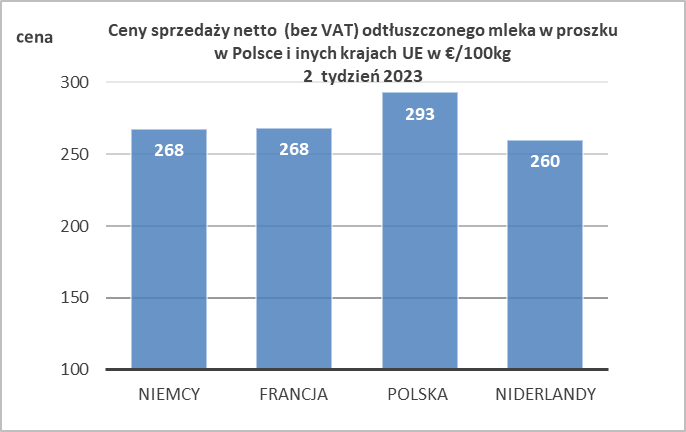 cena
Ceny sprzedaży netto (bez VAT) odtłuszczonego mleka w proszku
w Polsce i inych krajach UE w €/100kg
2 tydzień 2023
300
250
200
150
100
268
268
293
260
NIEMCY
FRANCJA
POLSKA
NIDERLANDY